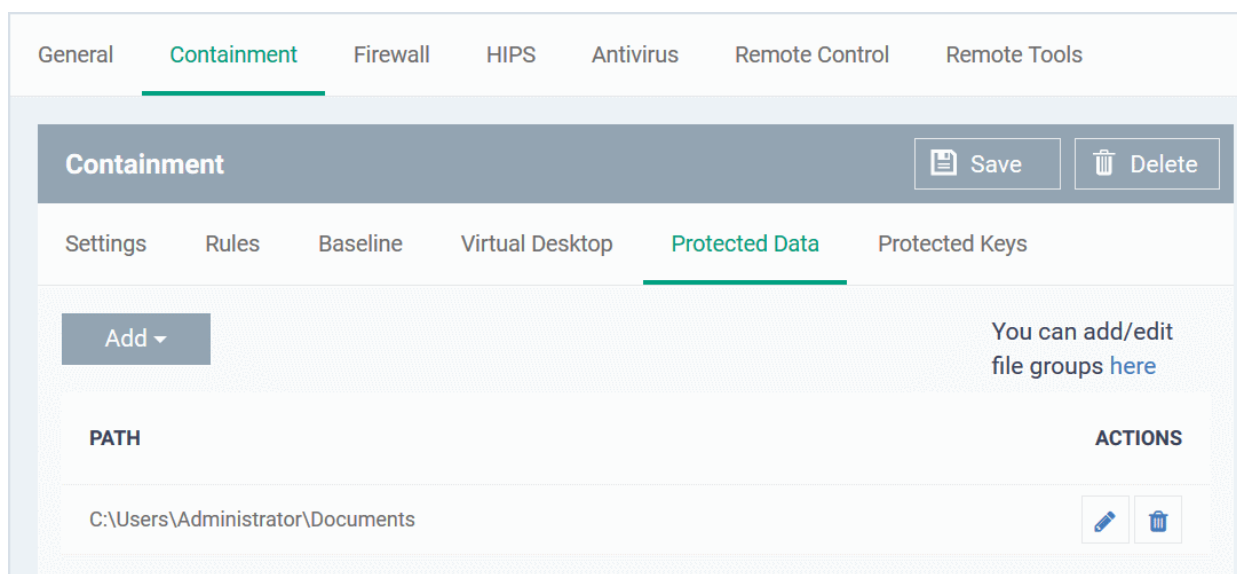 General Containment Firewall HIPS Antivirus Remote Control Remote Tools
Containment Save Delete
Settings Rules Baseline Virtual Desktop Protected Data Protected Keys
Add
You can add/edit
file groups here
PATH ACTIONS
C:\Users\Administrator\Documents